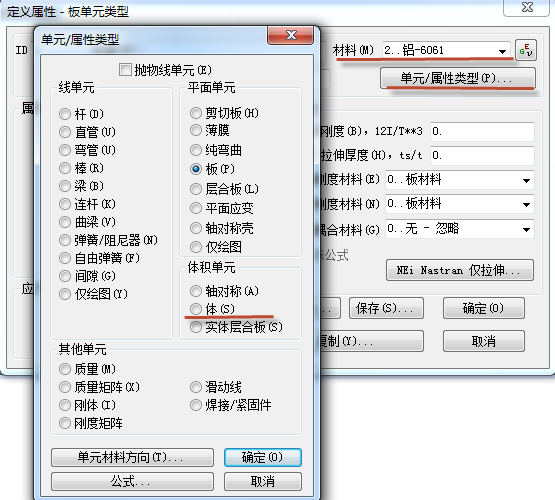 定义属性 - 板单元类型
ID
材料(M) 2..铝-6061
单元/属性类型(P)...
属
刚度(B), 12I/T**3 0.
拉伸厚度(H), ts/t 0.
刚度材料(E) 0..板材料
刚度材料(N) 0..板材料
耦合材料(G) 0..无 - 忽略
公式
NEi Nastran 仅拉伸...
应
.. 保存(S)... 确定(O)
复制(Y)... 取消
单元/属性类型
抛物线单元(E)
线单元
杆(D)
直管(U)
弯管(U)
棒(R)
梁(B)
连杆(K)
曲梁(V)
弹簧/阻尼器(N)
自由弹簧(F)
间隙(G)
仅绘图(Y)
平面单元
剪切板(H)
薄膜
纯弯曲
板(P)
层合板(L)
平面应变
轴对称壳
仅绘图
体积单元
轴对称(A)
体(S)
实体层合板(S)
其他单元
质量(M)
质量矩阵(X)
刚体(I)
刚度矩阵
滑动线
焊接/紧固件
单元材料方向(T)... 确定(O)
公式... 取消